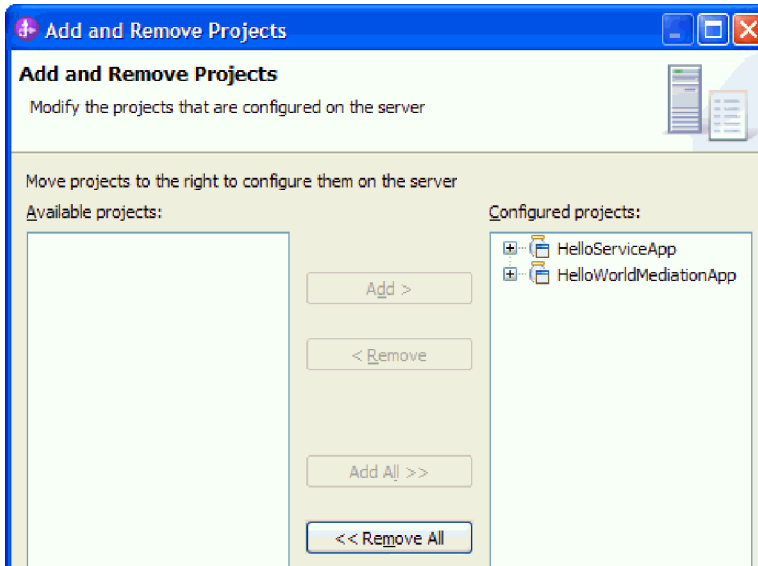 Add and Remove Projects
Add and Remove Projects
Modify the projects that are configured on the server
Move projects to the right to configure them on the server
Available projects:
Configured projects:
HelloServiceApp
HelloWorldMediationApp
Add >
< Remove
Add All >>
<< Remove All